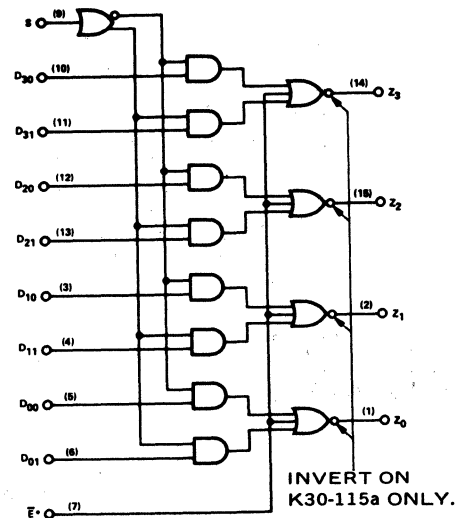 S (9)
D30 (10)
(14) Z3
D31 (11)
D20 (12)
(15) Z2
D21 (13)
D10 (3)
(2) Z1
D11 (4)
D00 (5)
(1) Z0
D01 (6)
INVERT ON
K30-115a ONLY.
E* (7)